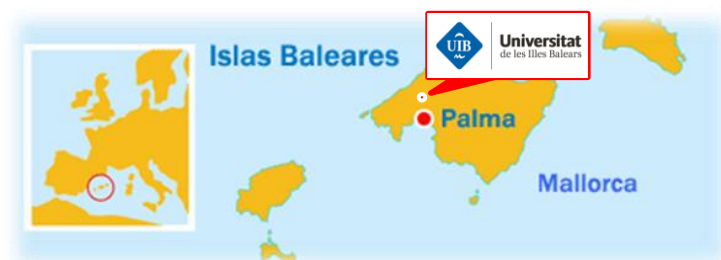 Islas Baleares
UIB
Universitat
de les Illes Balears
Palma
Mallorca